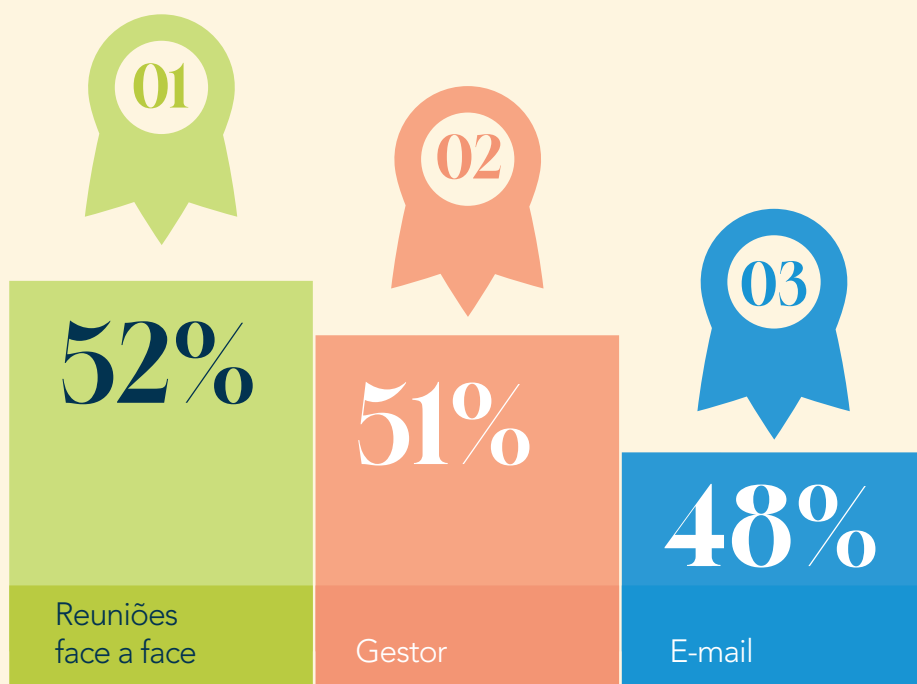 01
52%
Reuniões
face a face
02
51%
Gestor
03
48%
E-mail